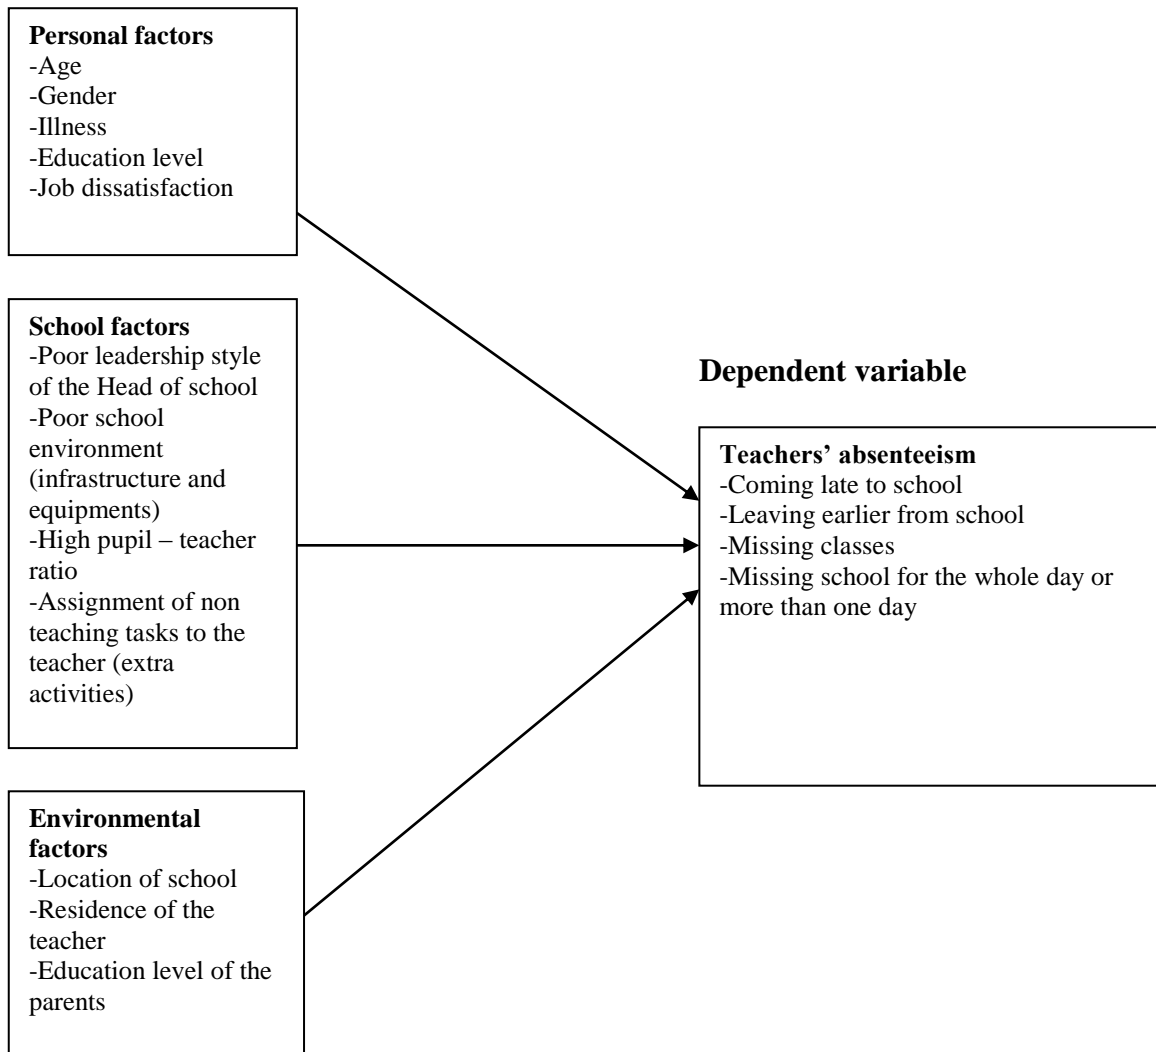 Personal factors
-Age
-Gender
-Illness
-Education level
-Job dissatisfaction
School factors
-Poor leadership style
of the Head of school
-Poor school
environment
(infrastructure and
equipments)
-High pupil – teacher
ratio
-Assignment of non
teaching tasks to the
teacher (extra
activities)
Environmental
factors
-Location of school
-Residence of the
teacher
-Education level of the
parents
Dependent variable
Teachers’ absenteeism
-Coming late to school
-Leaving earlier from school
-Missing classes
-Missing school for the whole day or
more than one day